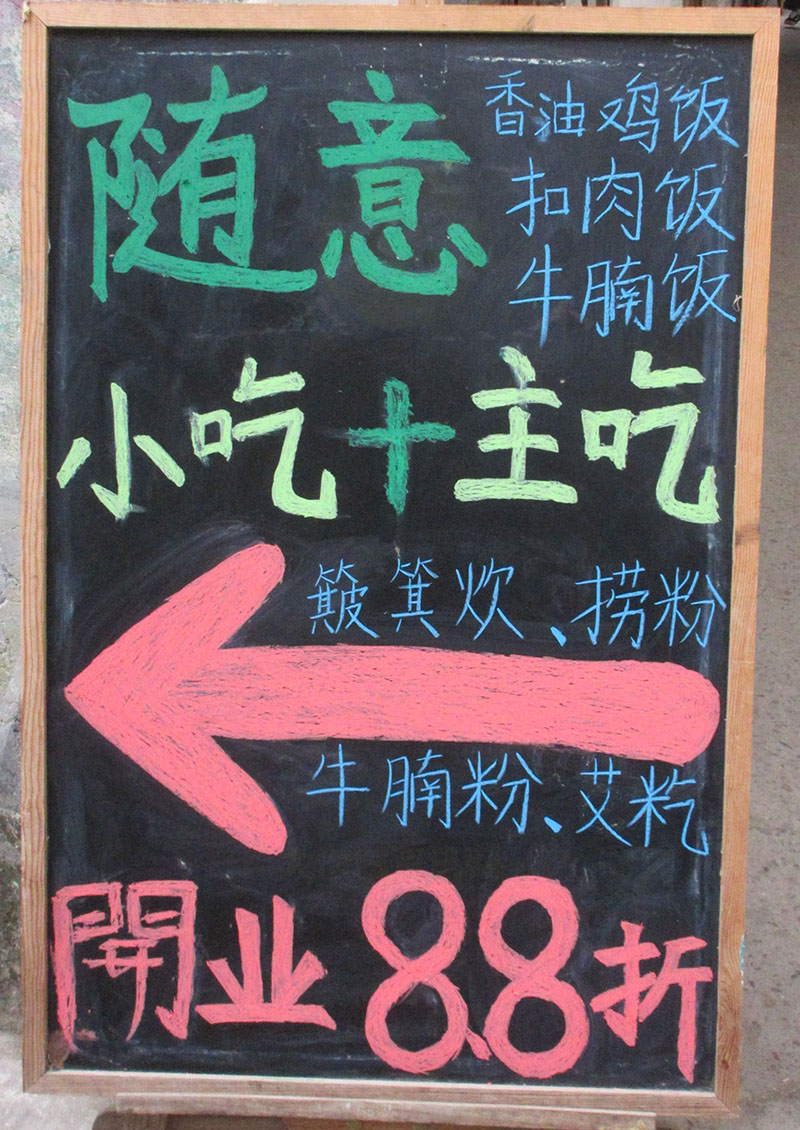 随意
香油鸡饭
扣肉饭
牛腩饭
小吃+主吃
簸箕炊、捞粉
牛腩粉、艾籺
開业8.8折